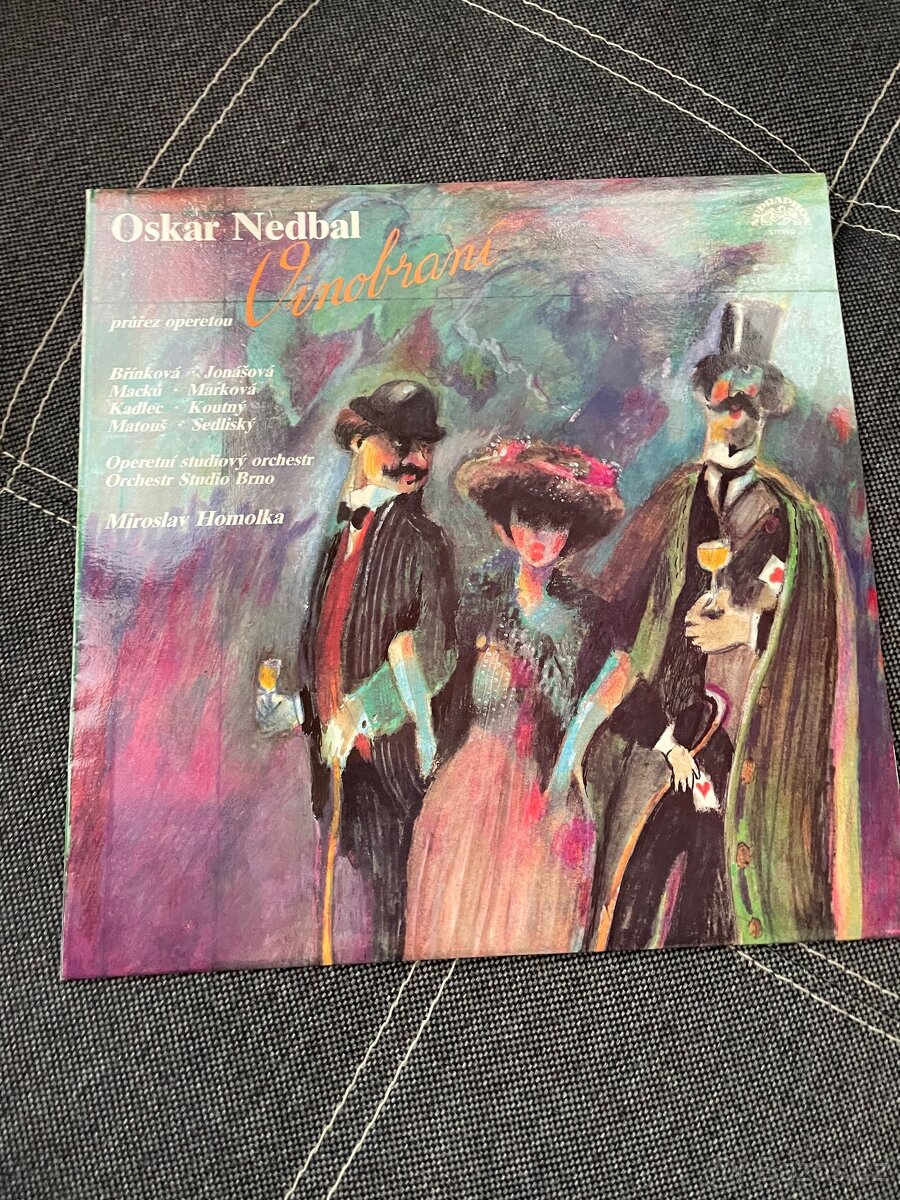 Oskar Nedbal
Vinobraní
SUPRAPHON
STEREO
průřez operetou
Břínková · Jonášová
Macků · Marková
Kadlec · Koutný
Matouš · Sedliský
Operetní studiový orchestr
Orchestr Studio Brno
Miroslav Homolka